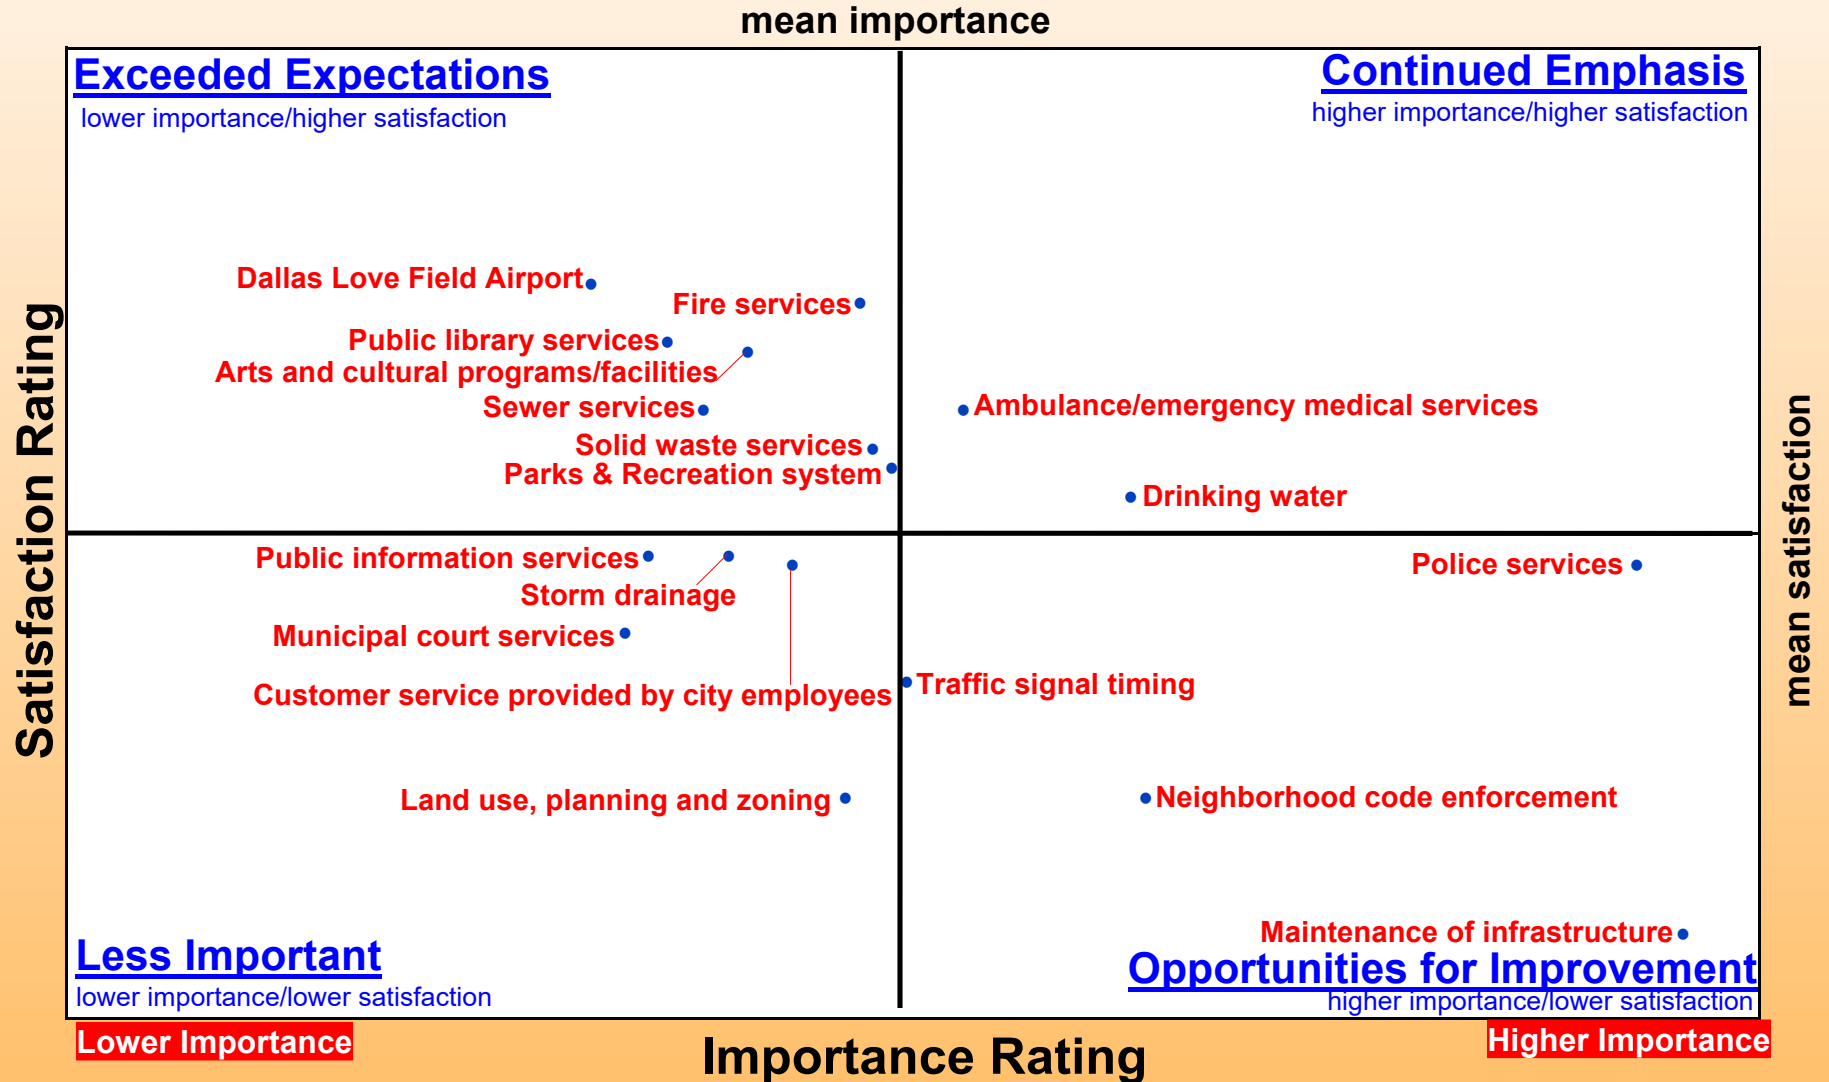 mean importance
Exceeded Expectations
lower importance/higher satisfaction
Continued Emphasis
higher importance/higher satisfaction
Dallas Love Field Airport
Fire services
Public library services
Arts and cultural programs/facilities
Sewer services
Ambulance/emergency medical services
Solid waste services
Parks & Recreation system
Drinking water
Satisfaction Rating
mean satisfaction
Public information services
Police services
Storm drainage
Municipal court services
Customer service provided by city employees
Traffic signal timing
Land use, planning and zoning
Neighborhood code enforcement
Maintenance of infrastructure
Less Important
lower importance/lower satisfaction
Opportunities for Improvement
higher importance/lower satisfaction
Lower Importance
Importance Rating
Higher Importance